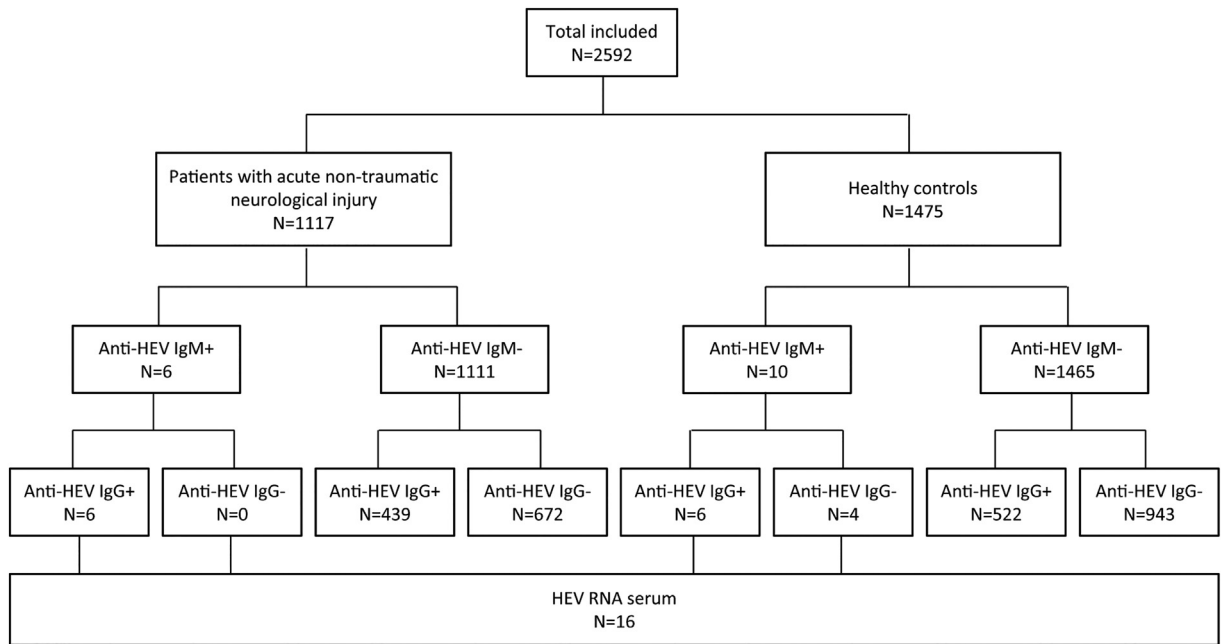 Total included
N=2592
Patients with acute non-traumatic
neurological injury
N=1117
Healthy controls
N=1475
Anti-HEV IgM+
N=6
Anti-HEV IgM-
N=1111
Anti-HEV IgM+
N=10
Anti-HEV IgM-
N=1465
Anti-HEV IgG+
N=6
Anti-HEV IgG-
N=0
Anti-HEV IgG+
N=439
Anti-HEV IgG-
N=672
Anti-HEV IgG+
N=6
Anti-HEV IgG-
N=4
Anti-HEV IgG+
N=522
Anti-HEV IgG-
N=943
HEV RNA serum
N=16